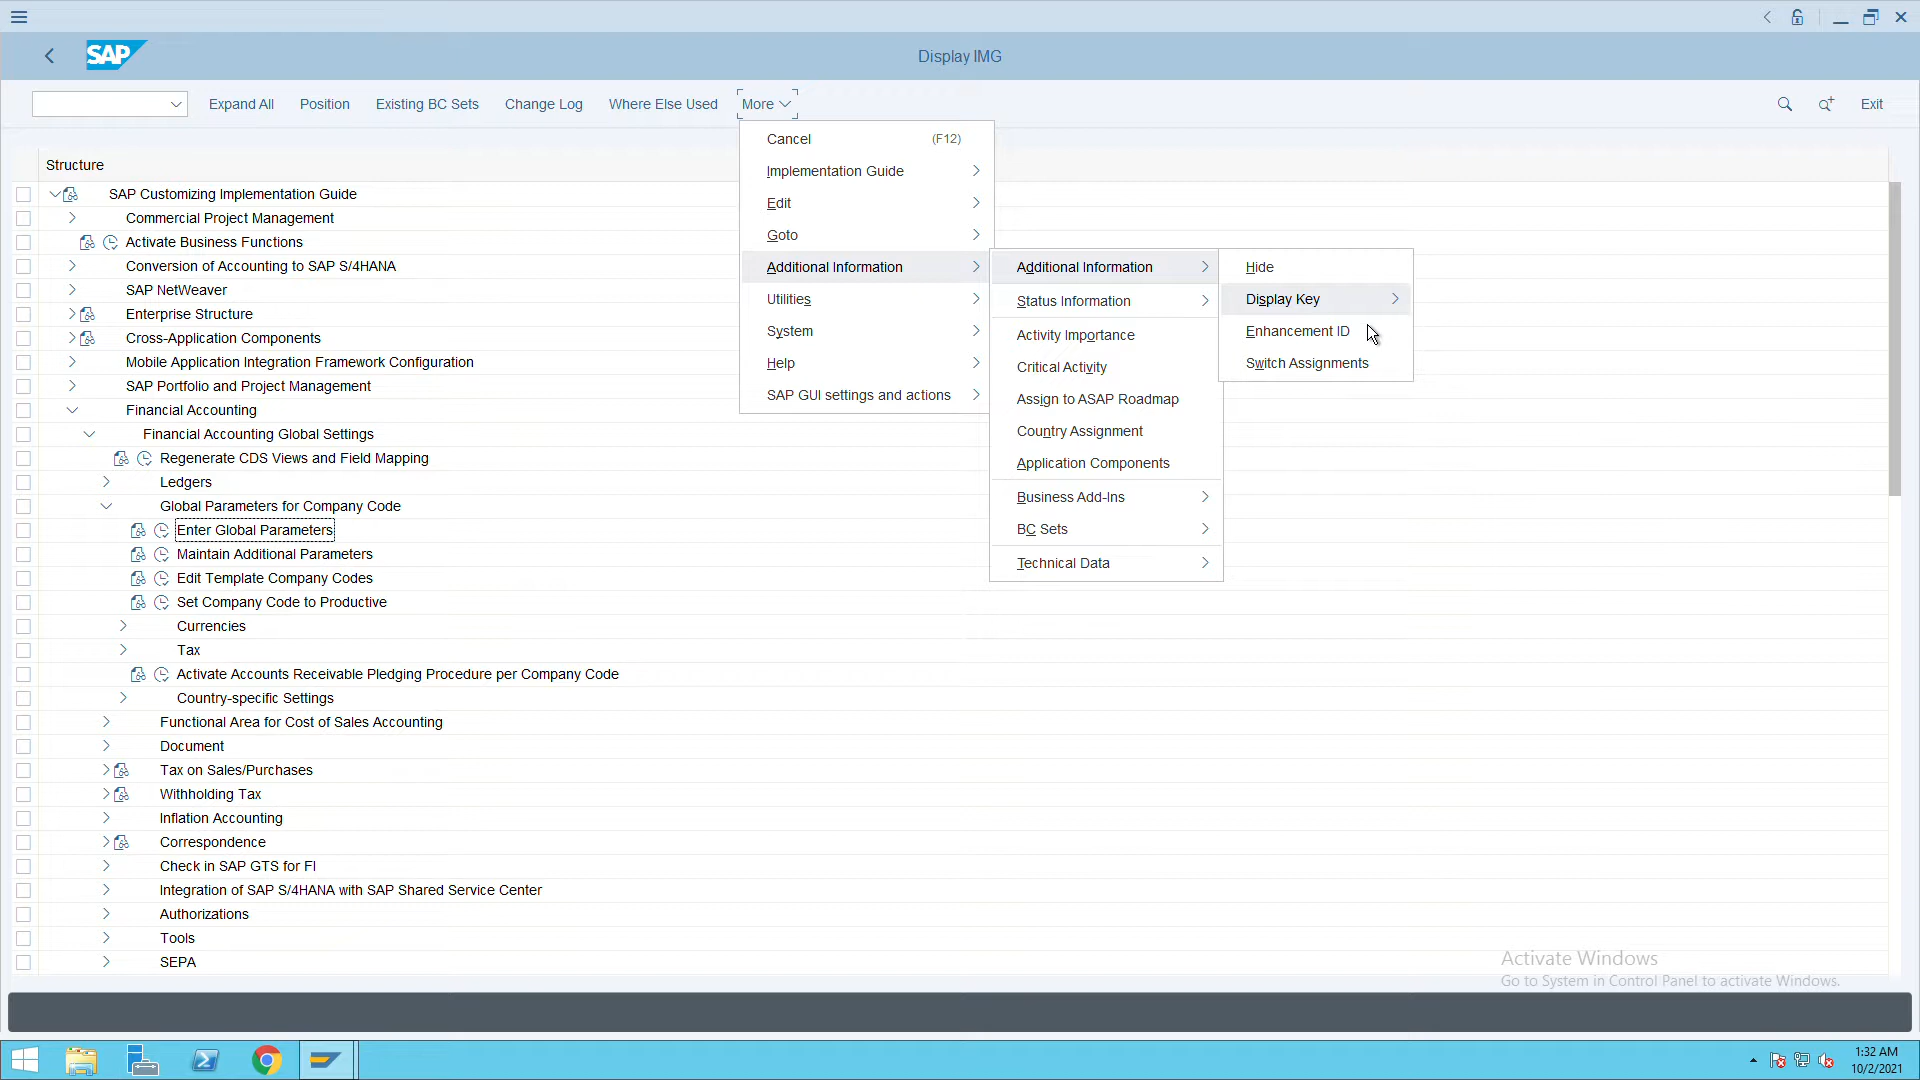 SAP
Display IMG
Expand All
Position
Existing BC Sets
Change Log
Where Else Used
More
Exit
Structure
SAP Customizing Implementation Guide
Commercial Project Management
Activate Business Functions
Conversion of Accounting to SAP S/4HANA
SAP NetWeaver
Enterprise Structure
Cross-Application Components
Mobile Application Integration Framework Configuration
SAP Portfolio and Project Management
Financial Accounting
Financial Accounting Global Settings
Regenerate CDS Views and Field Mapping
Ledgers
Global Parameters for Company Code
Enter Global Parameters
Maintain Additional Parameters
Edit Template Company Codes
Set Company Code to Productive
Currencies
Tax
Activate Accounts Receivable Pledging Procedure per Company Code
Country-specific Settings
Functional Area for Cost of Sales Accounting
Document
Tax on Sales/Purchases
Withholding Tax
Inflation Accounting
Correspondence
Check in SAP GTS for FI
Integration of SAP S/4HANA with SAP Shared Service Center
Authorizations
Tools
SEPA
Cancel (F12)
Implementation Guide
Edit
Goto
Additional Information
Utilities
System
Help
SAP GUI settings and actions
Additional Information
Status Information
Activity Importance
Critical Activity
Assign to ASAP Roadmap
Country Assignment
Application Components
Business Add-Ins
BC Sets
Technical Data
Hide
Display Key
Enhancement ID
Switch Assignments
Activate Windows
Go to System in Control Panel to activate Windows.
1:32 AM
10/2/2021